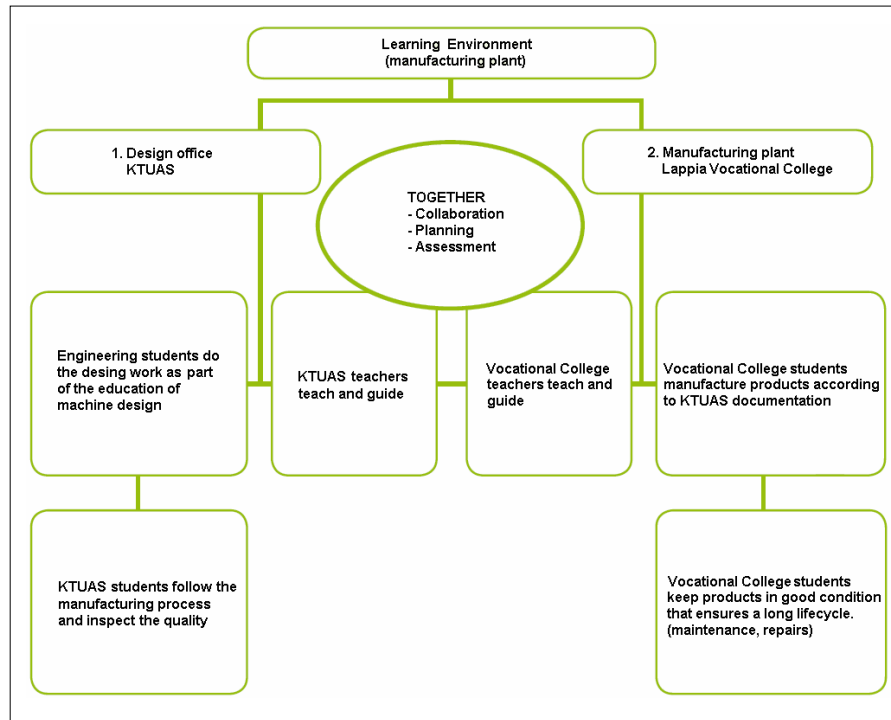 Learning Environment
(manufacturing plant)
1. Design office
KTUAS
2. Manufacturing plant
Lappia Vocational College
TOGETHER
- Collaboration
- Planning
- Assessment
Engineering students do
the desing work as part
of the education of
machine design
KTUAS teachers
teach and guide
Vocational College
teachers teach and
guide
Vocational College students
manufacture products according
to KTUAS documentation
KTUAS students follow the
manufacturing process
and inspect the quality
Vocational College students
keep products in good condition
that ensures a long lifecycle.
(maintenance, repairs)